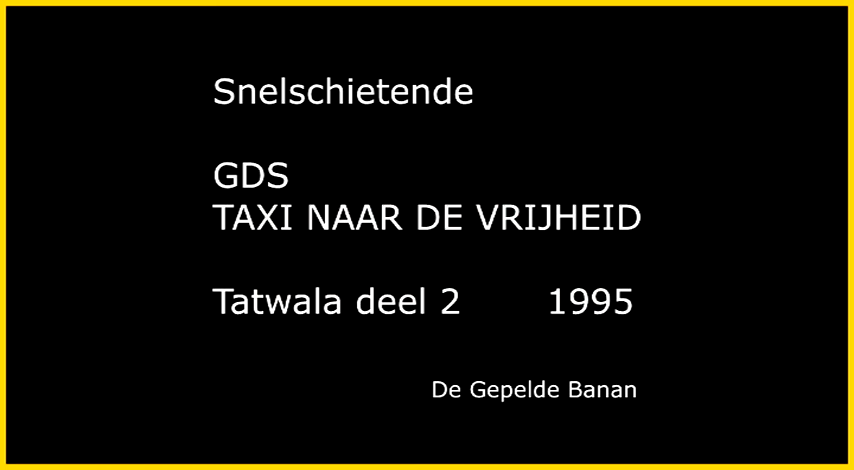 Snelschietende
GDS
TAXI NAAR DE VRIJHEID
Tatwala deel 2 1995
De Gepelde Banan